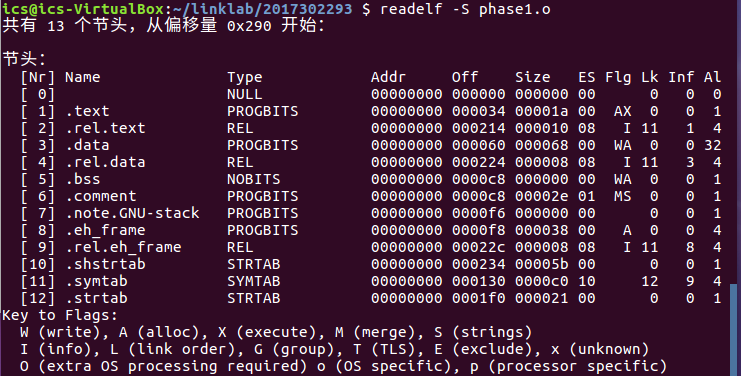 ics@ics-VirtualBox:~/linklab/2017302293 $ readelf -S phase1.o
共有 13 个节头，从偏移量 0x290 开始：
节头：
[Nr] Name Type Addr Off Size ES Flg Lk Inf Al
[ 0] NULL 00000000 000000 000000 00 0 0 0
[ 1] .text PROGBITS 00000000 000034 00001a 00 AX 0 0 1
[ 2] .rel.text REL 00000000 000214 000010 08 I 11 1 4
[ 3] .data PROGBITS 00000000 000060 000068 00 WA 0 0 32
[ 4] .rel.data REL 00000000 000224 000008 08 I 11 3 4
[ 5] .bss NOBITS 00000000 0000c8 000000 00 WA 0 0 1
[ 6] .comment PROGBITS 00000000 0000c8 00002e 01 MS 0 0 1
[ 7] .note.GNU-stack PROGBITS 00000000 0000f6 000000 00 0 0 1
[ 8] .eh_frame PROGBITS 00000000 0000f8 000038 00 A 0 0 4
[ 9] .rel.eh_frame REL 00000000 00022c 000008 08 I 11 8 4
[10] .shstrtab STRTAB 00000000 000234 00005b 00 0 0 1
[11] .symtab SYMTAB 00000000 000130 0000c0 10 12 9 4
[12] .strtab STRTAB 00000000 0001f0 000021 00 0 0 1
Key to Flags:
W (write), A (alloc), X (execute), M (merge), S (strings)
I (info), L (link order), G (group), T (TLS), E (exclude), x (unknown)
O (extra OS processing required) o (OS specific), p (processor specific)